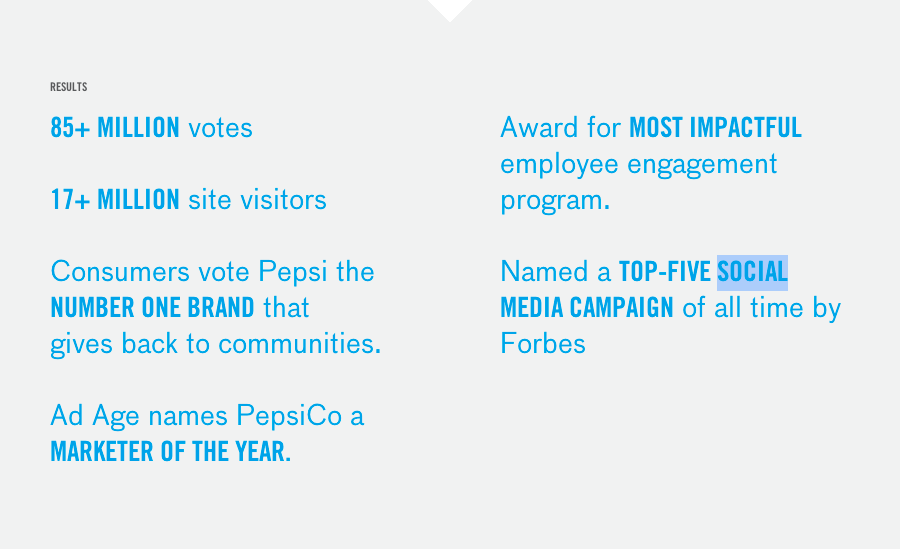 RESULTS
85+ MILLION votes
17+ MILLION site visitors
Consumers vote Pepsi the
NUMBER ONE BRAND that
gives back to communities.
Ad Age names PepsiCo a
MARKETER OF THE YEAR.
Award for MOST IMPACTFUL
employee engagement
program.
Named a TOP-FIVE SOCIAL
MEDIA CAMPAIGN of all time by
Forbes